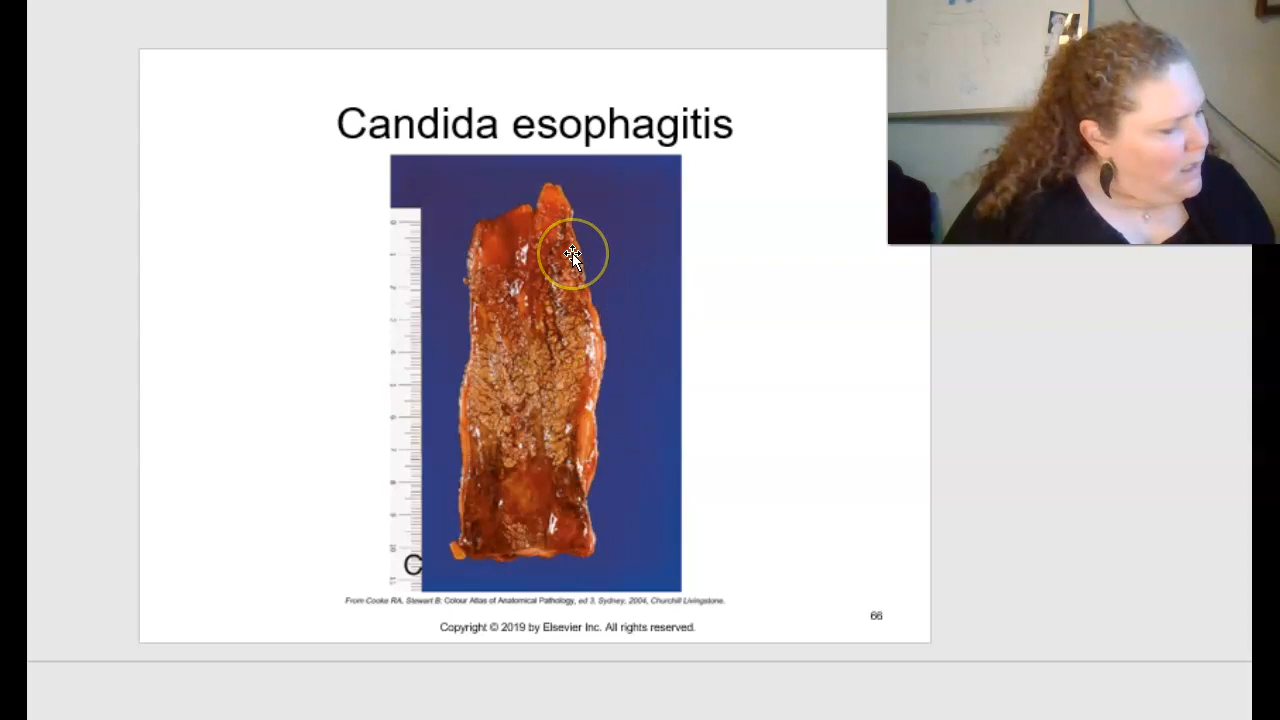 Candida esophagitis
C
From Cooke RA, Stewart B: Colour Atlas of Anatomical Pathology, ed 3, Sydney, 2004, Churchill Livingstone.
66
Copyright © 2019 by Elsevier Inc. All rights reserved.